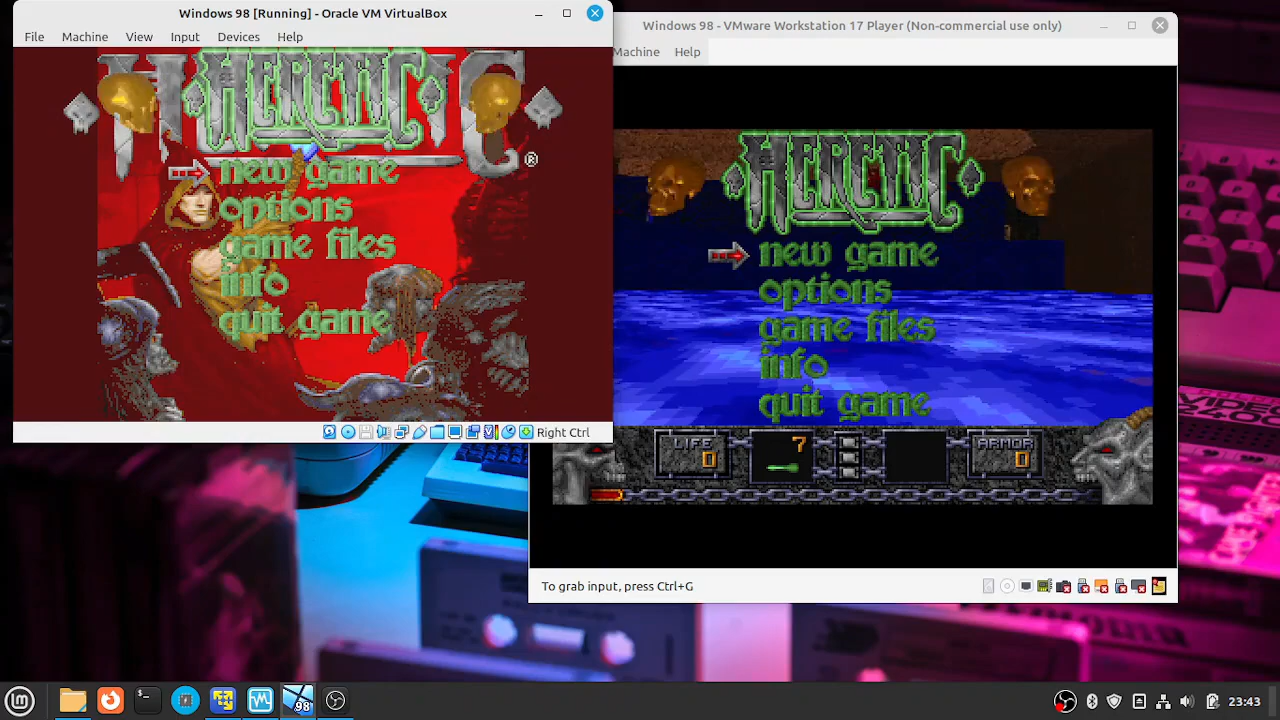 Windows 98 [Running] - Oracle VM VirtualBox
File Machine View Input Devices Help
HERETIC
®
new game
options
game files
info
quit game
Right Ctrl
Windows 98 - VMware Workstation 17 Player (Non-commercial use only)
Machine Help
HERETIC
new game
options
game files
info
quit game
LIFE
0
7
ARMOR
0
To grab input, press Ctrl+G
98
23:43